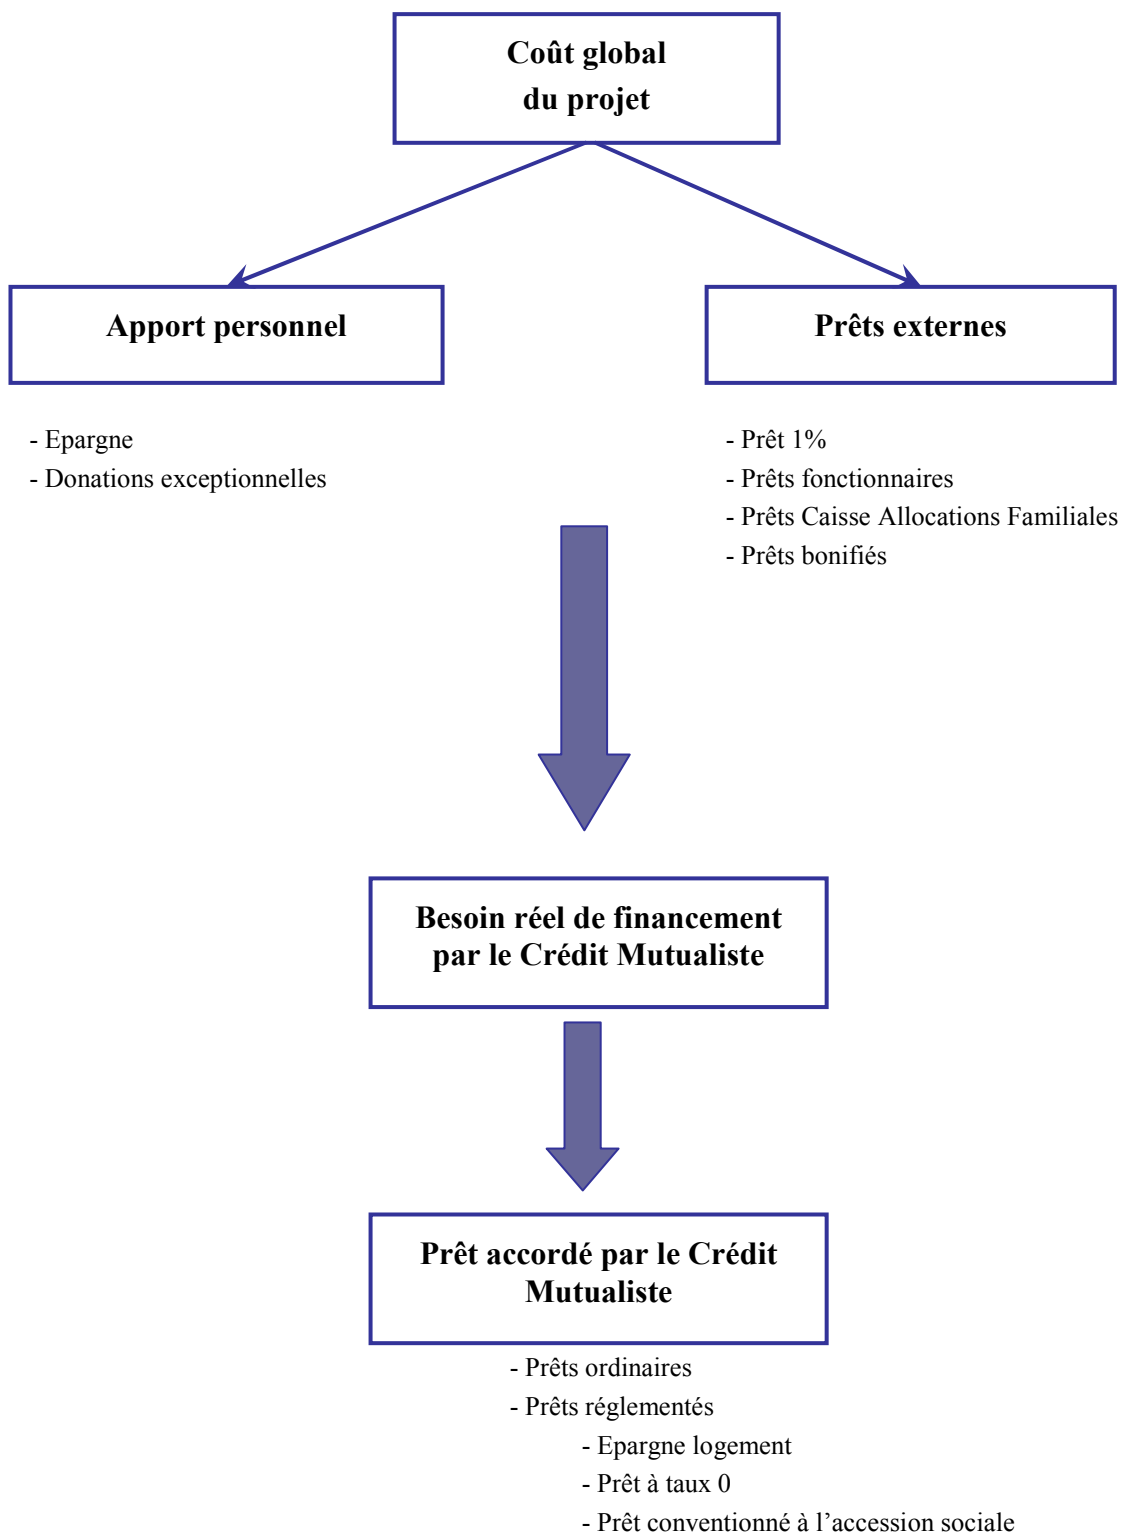 Coût global
du projet
Apport personnel
Prêts externes
- Epargne
- Donations exceptionnelles
- Prêt 1%
- Prêts fonctionnaires
- Prêts Caisse Allocations Familiales
- Prêts bonifiés
Besoin réel de financement
par le Crédit Mutualiste
Prêt accordé par le Crédit
Mutualiste
- Prêts ordinaires
- Prêts réglementés
- Epargne logement
- Prêt à taux 0
- Prêt conventionné à l’accession sociale